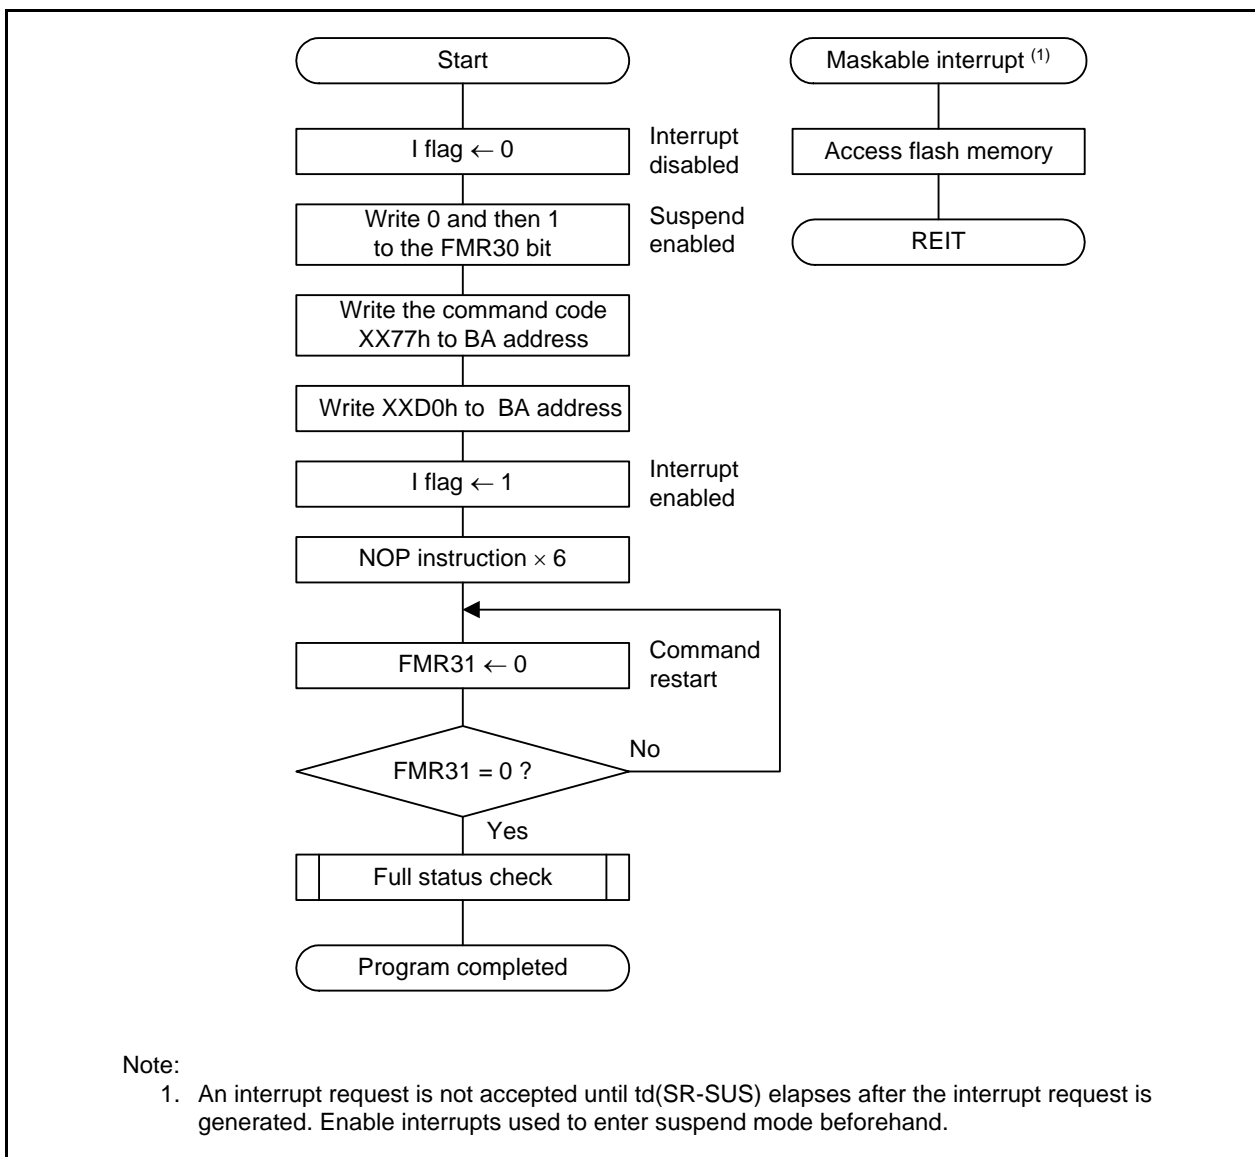 Start
I flag ← 0
Interrupt
disabled
Write 0 and then 1
to the FMR30 bit
Suspend
enabled
Write the command code
XX77h to BA address
Write XXD0h to  BA address
I flag ← 1
Interrupt
enabled
NOP instruction × 6
FMR31 ← 0
Command
restart
FMR31 = 0 ?
No
Yes
Full status check
Program completed
Maskable interrupt (1)
Access flash memory
REIT
Note:
1. An interrupt request is not accepted until td(SR-SUS) elapses after the interrupt request is
generated. Enable interrupts used to enter suspend mode beforehand.